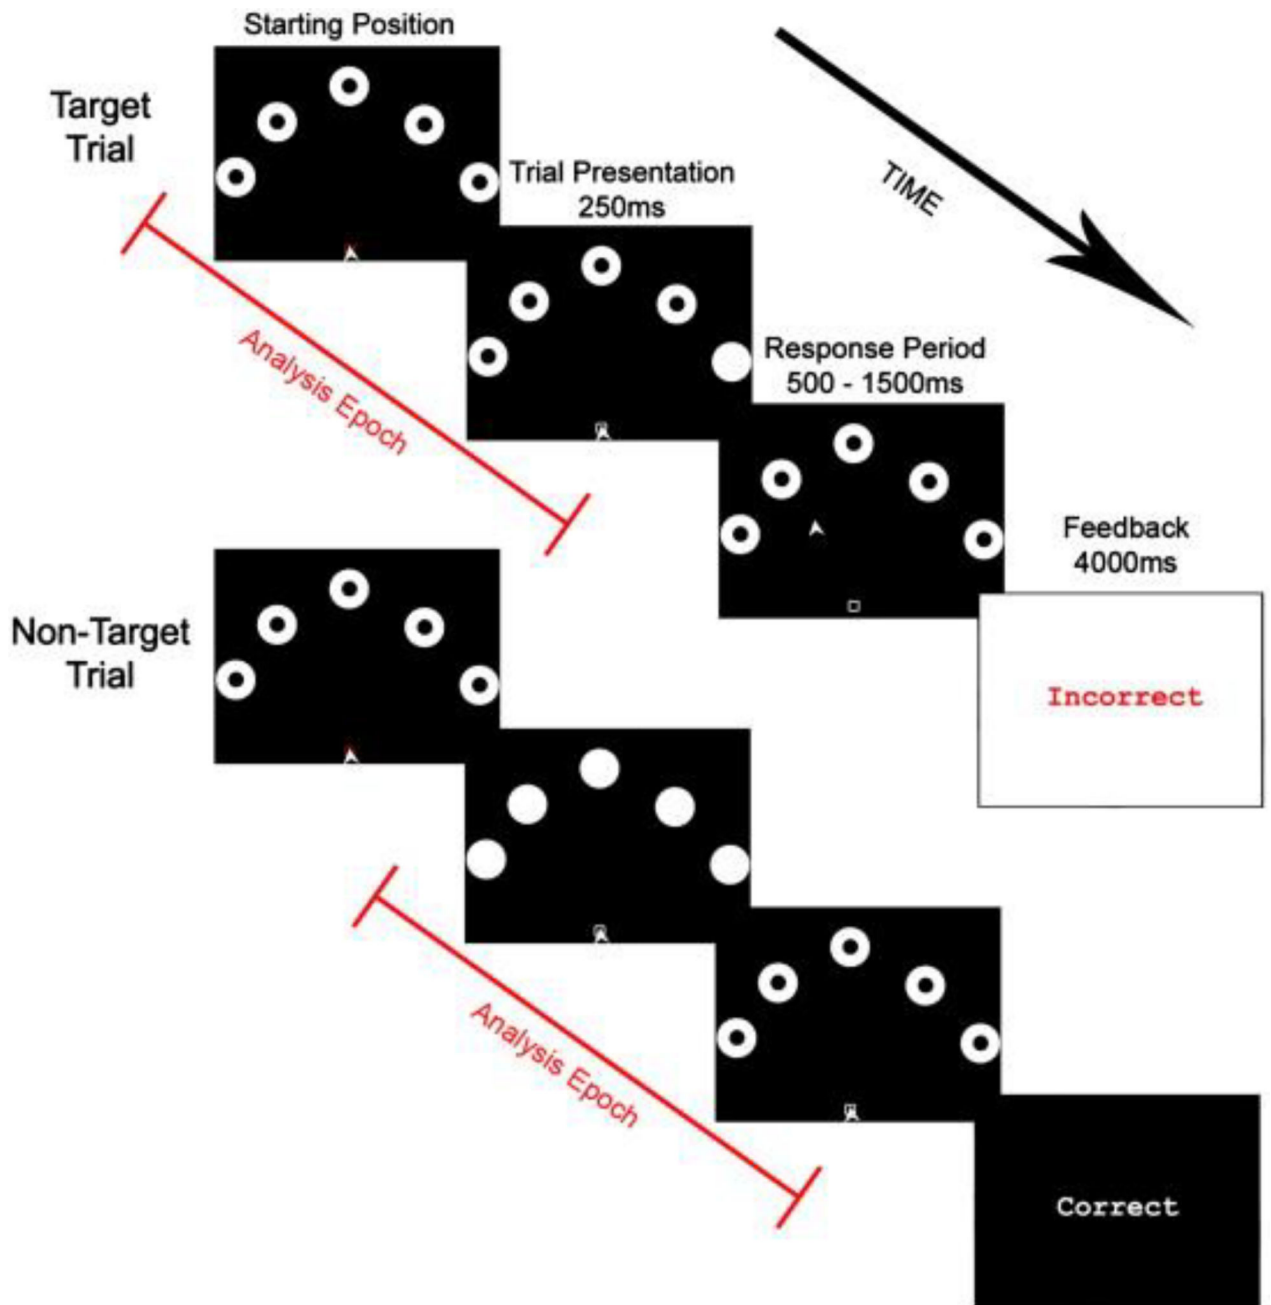 Starting Position
Target
Trial
TIME
Trial Presentation
250ms
Analysis Epoch
Response Period
500 - 1500ms
Feedback
4000ms
Incorrect
Non-Target
Trial
Analysis Epoch
Correct